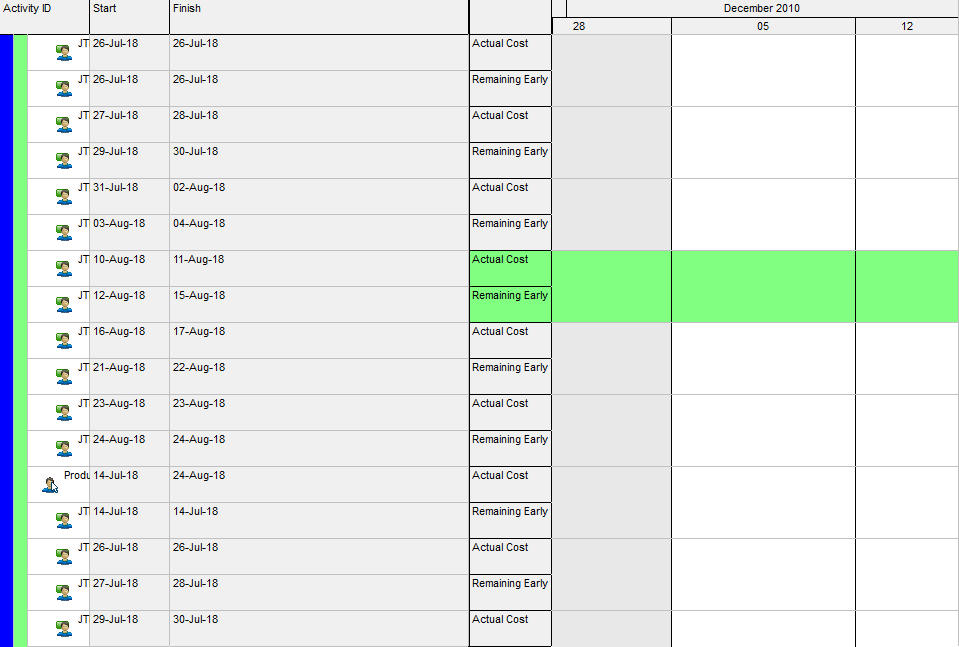 Activity ID Start Finish December 2010
28 05 12
JT 26-Jul-18 26-Jul-18 Actual Cost
JT 26-Jul-18 26-Jul-18 Remaining Early
JT 27-Jul-18 28-Jul-18 Actual Cost
JT 29-Jul-18 30-Jul-18 Remaining Early
JT 31-Jul-18 02-Aug-18 Actual Cost
JT 03-Aug-18 04-Aug-18 Remaining Early
JT 10-Aug-18 11-Aug-18 Actual Cost
JT 12-Aug-18 15-Aug-18 Remaining Early
JT 16-Aug-18 17-Aug-18 Actual Cost
JT 21-Aug-18 22-Aug-18 Remaining Early
JT 23-Aug-18 23-Aug-18 Actual Cost
JT 24-Aug-18 24-Aug-18 Remaining Early
Produ 14-Jul-18 24-Aug-18 Actual Cost
JT 14-Jul-18 14-Jul-18 Remaining Early
JT 26-Jul-18 26-Jul-18 Actual Cost
JT 27-Jul-18 28-Jul-18 Remaining Early
JT 29-Jul-18 30-Jul-18 Actual Cost